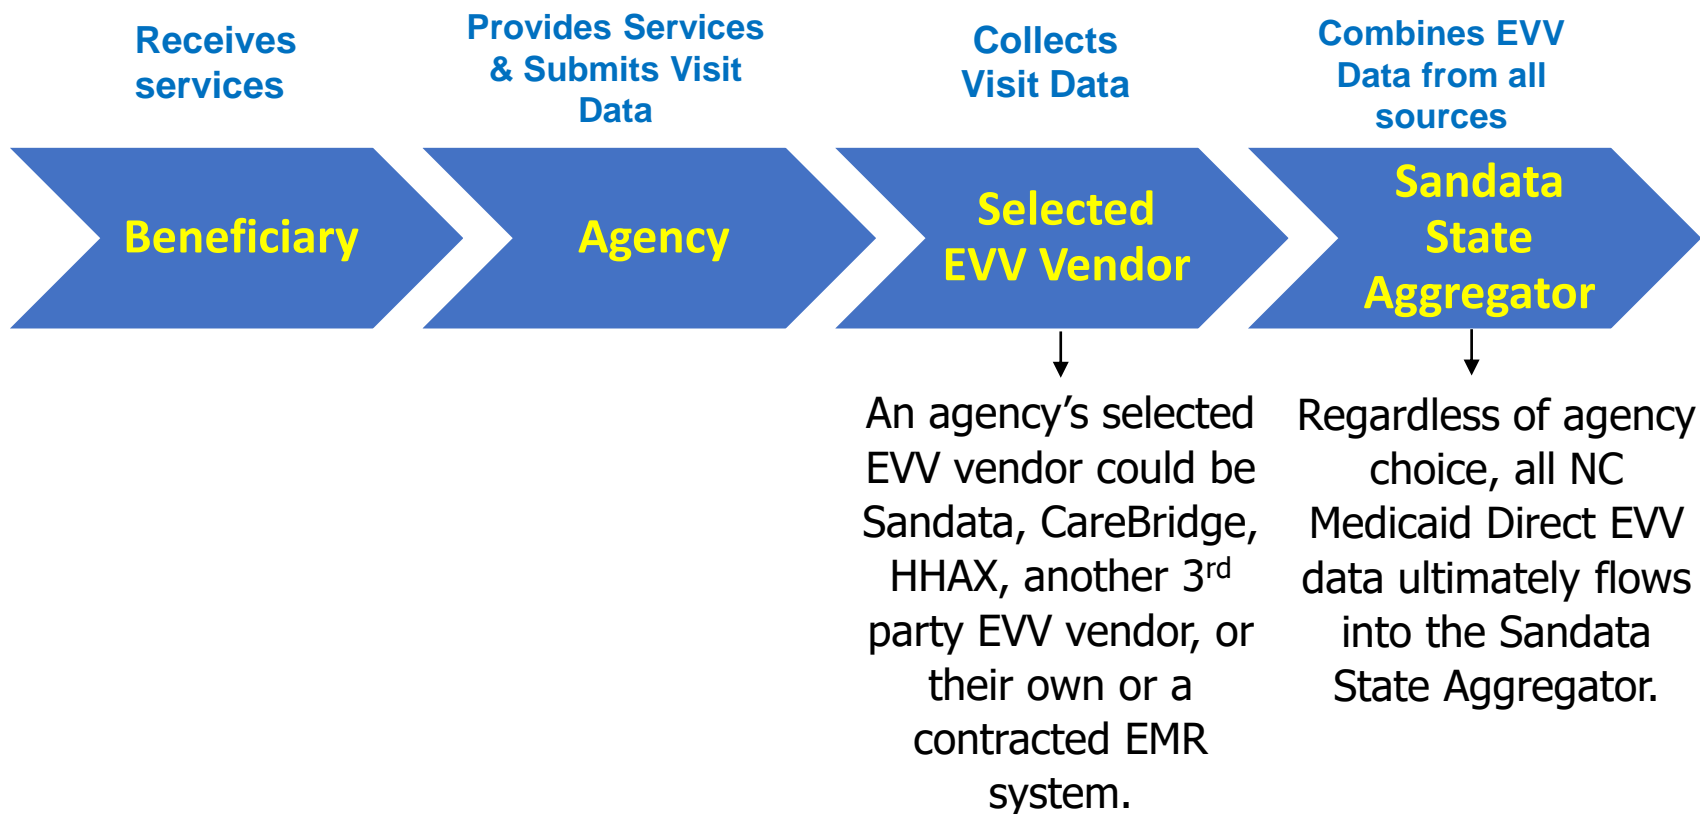 Receives
services
Provides Services
& Submits Visit
Data
Collects
Visit Data
Combines EVV
Data from all
sources
Beneficiary
Agency
Selected
EVV Vendor
Sandata
State
Aggregator
An agency’s selected
EVV vendor could be
Sandata, CareBridge,
HHAX, another 3rd
party EVV vendor, or
their own or a
contracted EMR
system.
Regardless of agency
choice, all NC
Medicaid Direct EVV
data ultimately flows
into the Sandata
State Aggregator.